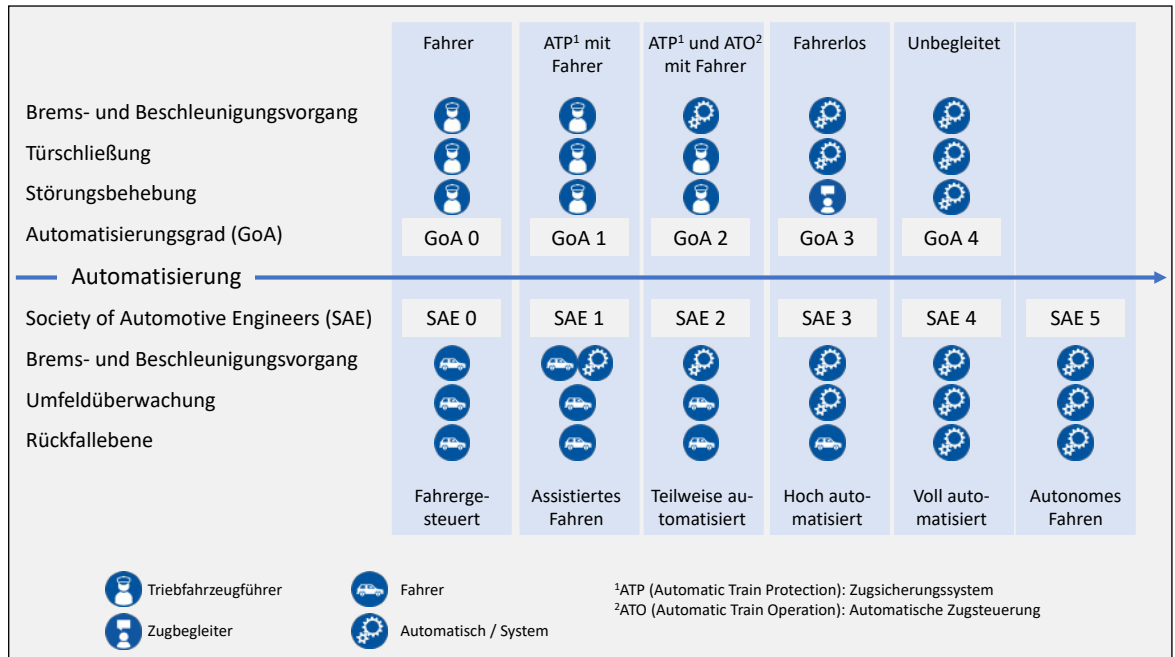 Fahrer
ATP¹ mit
Fahrer
ATP¹ und ATO²
mit Fahrer
Fahrerlos
Unbegleitet
Brems- und Beschleunigungsvorgang
Türschließung
Störungsbehebung
Automatisierungsgrad (GoA)
GoA 0
GoA 1
GoA 2
GoA 3
GoA 4
Automatisierung
Society of Automotive Engineers (SAE)
SAE 0
SAE 1
SAE 2
SAE 3
SAE 4
SAE 5
Brems- und Beschleunigungsvorgang
Umfeldüberwachung
Rückfallebene
Fahrerge-
steuert
Assistiertes
Fahren
Teilweise au-
tomatisiert
Hoch auto-
matisiert
Voll auto-
matisiert
Autonomes
Fahren
Triebfahrzeugführer
Zugbegleiter
Fahrer
Automatisch / System
¹ATP (Automatic Train Protection): Zugsicherungssystem
²ATO (Automatic Train Operation): Automatische Zugsteuerung